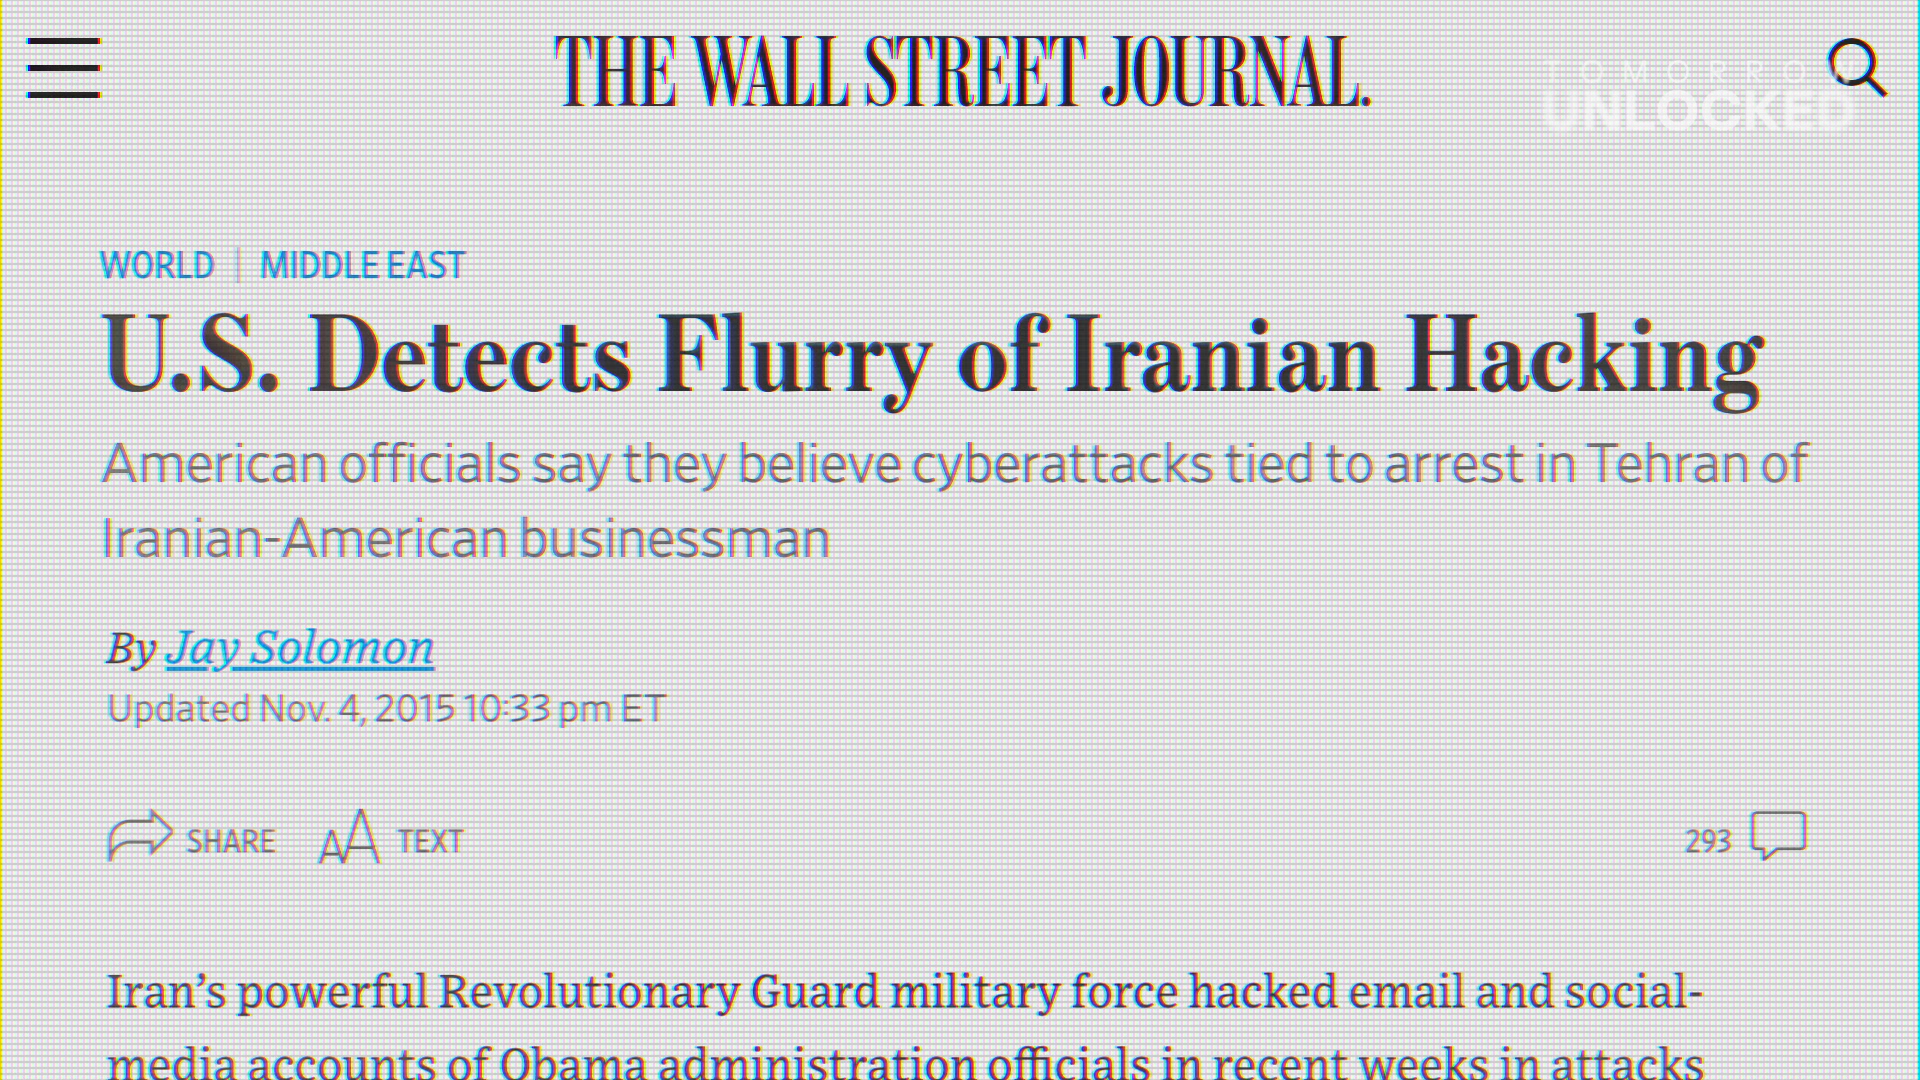 THE WALL STREET JOURNAL.
TOMORROW
UNLOCKED
WORLD | MIDDLE EAST
U.S. Detects Flurry of Iranian Hacking
American officials say they believe cyberattacks tied to arrest in Tehran of
Iranian-American businessman
By Jay Solomon
Updated Nov. 4, 2015 10:33 pm ET
SHARE AA TEXT 293
Iran’s powerful Revolutionary Guard military force hacked email and social-
media accounts of Obama administration officials in recent weeks in attacks